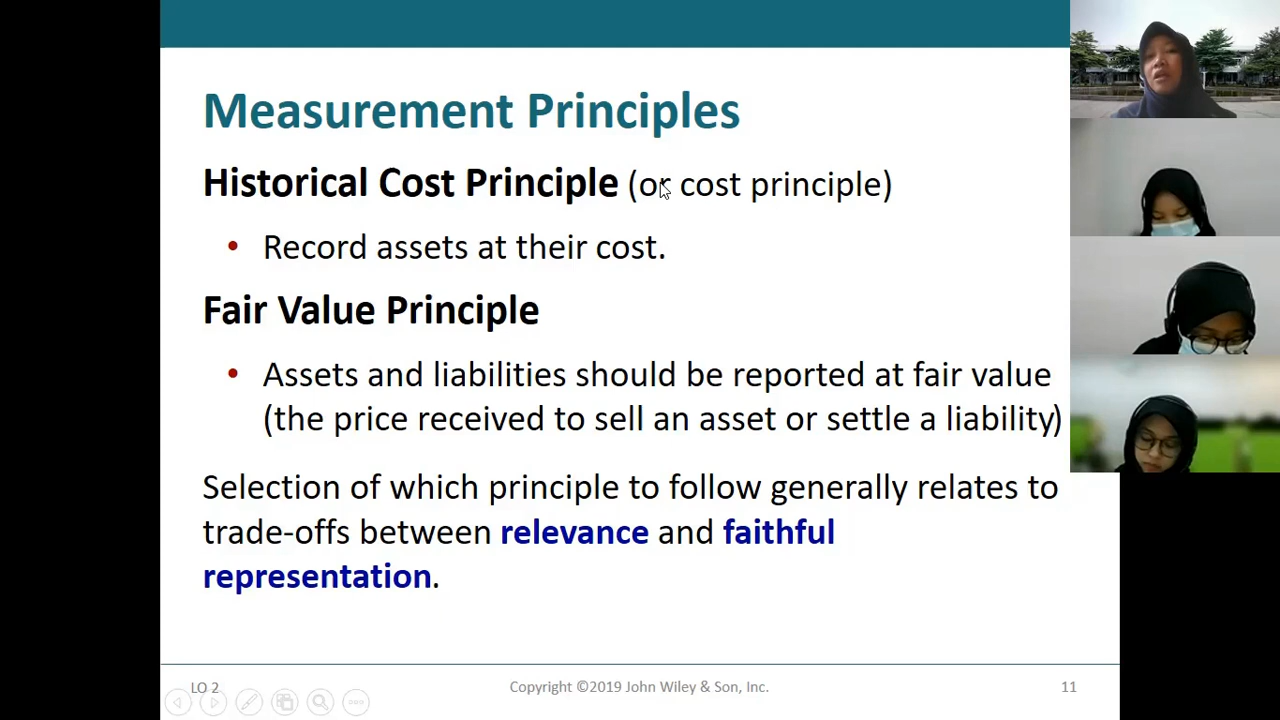 Measurement Principles
Historical Cost Principle (or cost principle)
• Record assets at their cost.
Fair Value Principle
• Assets and liabilities should be reported at fair value
(the price received to sell an asset or settle a liability)
Selection of which principle to follow generally relates to
trade-offs between relevance and faithful
representation.
LO 2
Copyright ©2019 John Wiley & Son, Inc.
11